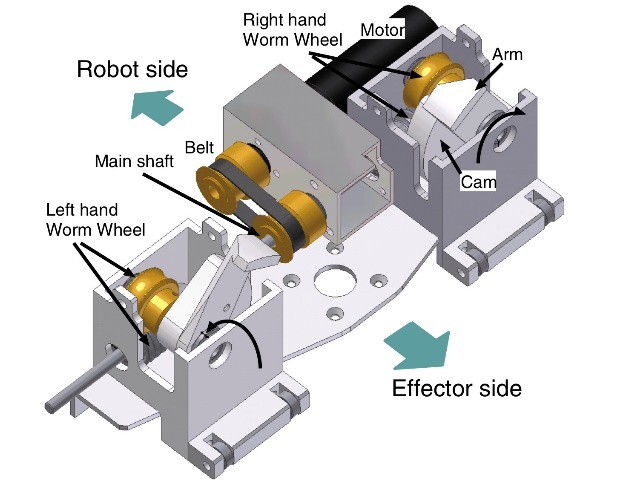 Right hand
Worm Wheel
Motor
Arm
Robot side
Belt
Main shaft
Cam
Left hand
Worm Wheel
Effector side